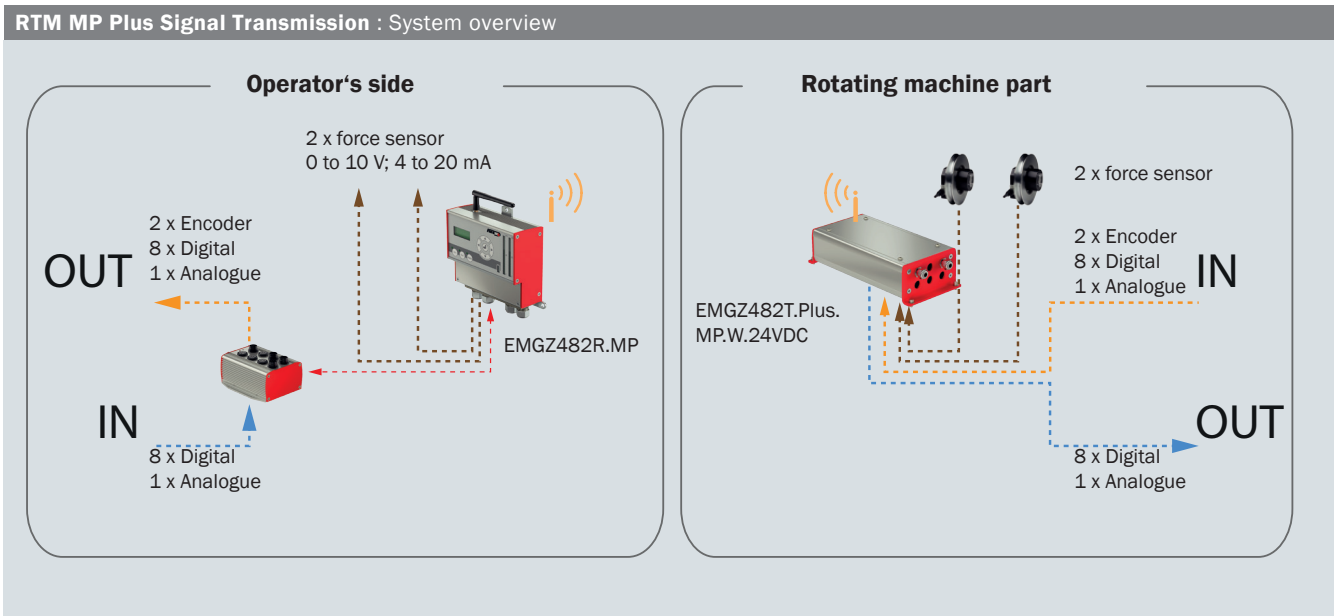 RTM MP Plus Signal Transmission : System overview
Operator‘s side
2 x force sensor
0 to 10 V; 4 to 20 mA
2 x Encoder
8 x Digital
1 x Analogue
OUT
EMGZ482R.MP
IN
8 x Digital
1 x Analogue
Rotating machine part
2 x force sensor
2 x Encoder
8 x Digital
1 x Analogue
IN
EMGZ482T.Plus.
MP.W.24VDC
OUT
8 x Digital
1 x Analogue